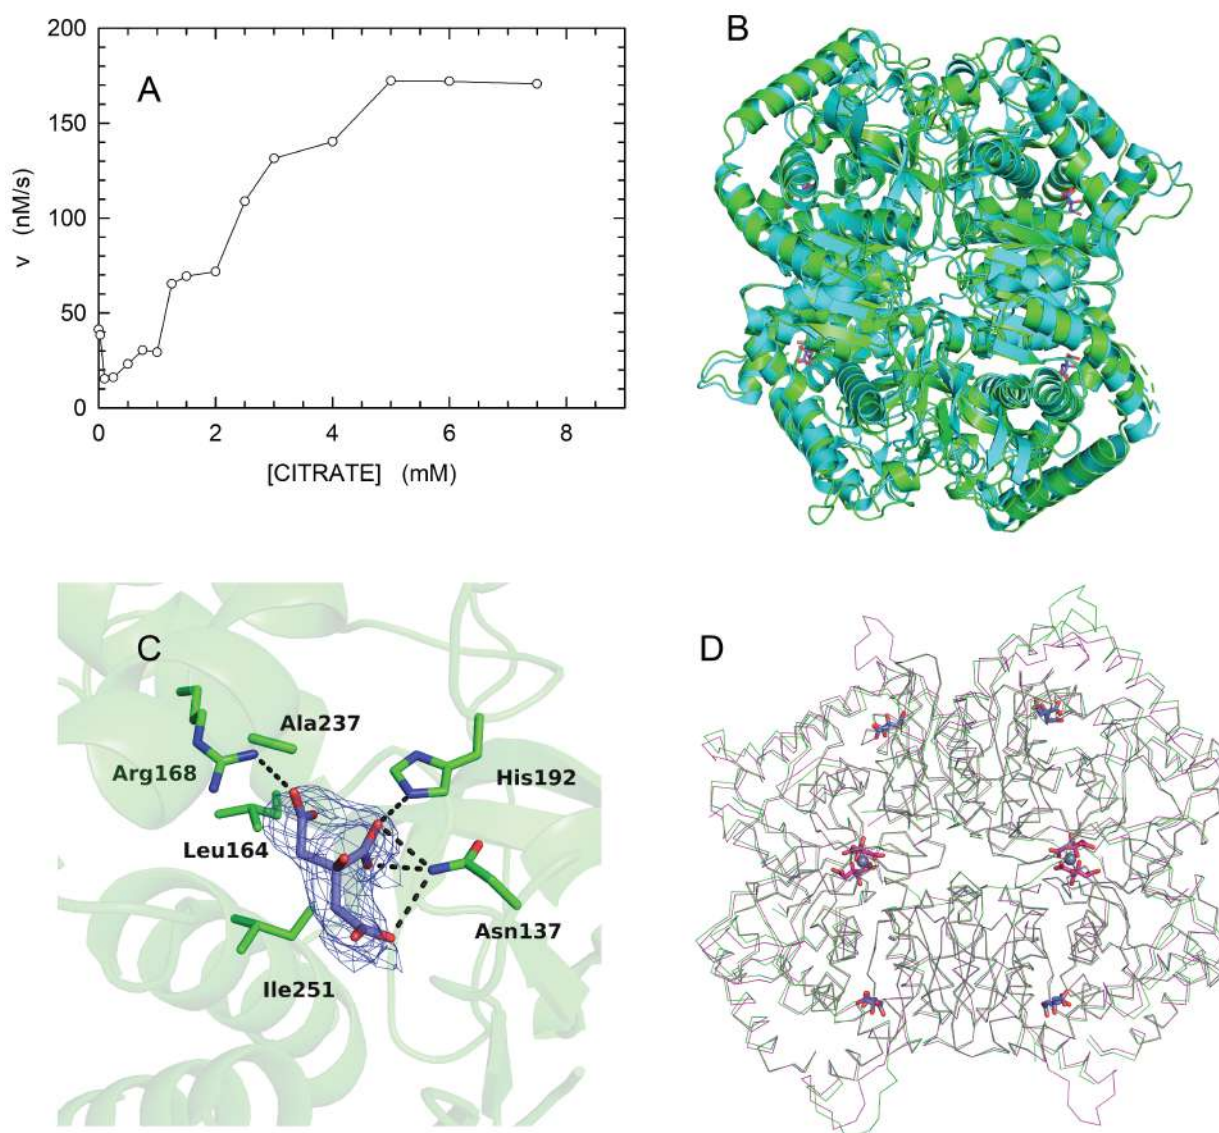 A
200
150
100
50
0
v (nM/s)
0
2
4
6
8
[CITRATE] (mM)
B
C
Ala237
Arg168
His192
Leu164
Asn137
Ile251
D